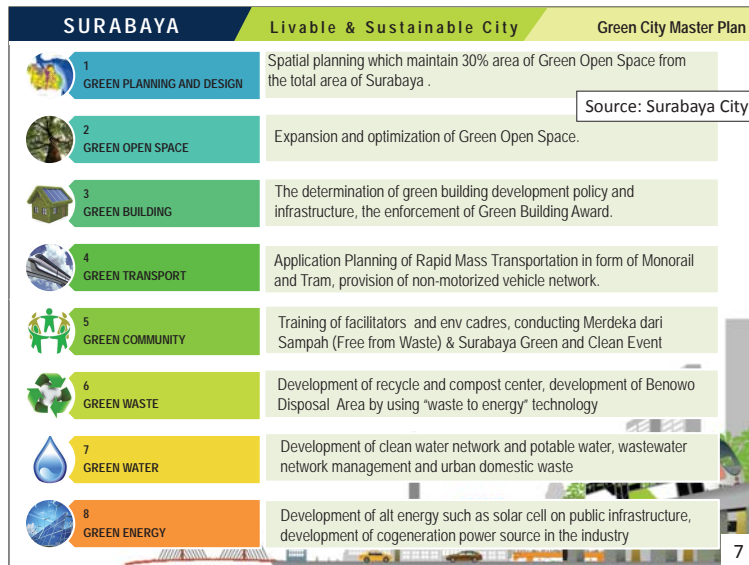 SURABAYA
Livable & Sustainable City
Green City Master Plan
1
GREEN PLANNING AND DESIGN
Spatial planning which maintain 30% area of Green Open Space from
the total area of Surabaya .
Source: Surabaya City
2
GREEN OPEN SPACE
Expansion and optimization of Green Open Space.
3
GREEN BUILDING
The determination of green building development policy and
infrastructure, the enforcement of Green Building Award.
4
GREEN TRANSPORT
Application Planning of Rapid Mass Transportation in form of Monorail
and Tram, provision of non-motorized vehicle network.
5
GREEN COMMUNITY
Training of facilitators and env cadres, conducting Merdeka dari
Sampah (Free from Waste) & Surabaya Green and Clean Event
6
GREEN WASTE
Development of recycle and compost center, development of Benowo
Disposal Area by using “waste to energy” technology
7
GREEN WATER
Development of clean water network and potable water, wastewater
network management and urban domestic waste
8
GREEN ENERGY
Development of alt energy such as solar cell on public infrastructure,
development of cogeneration power source in the industry
7